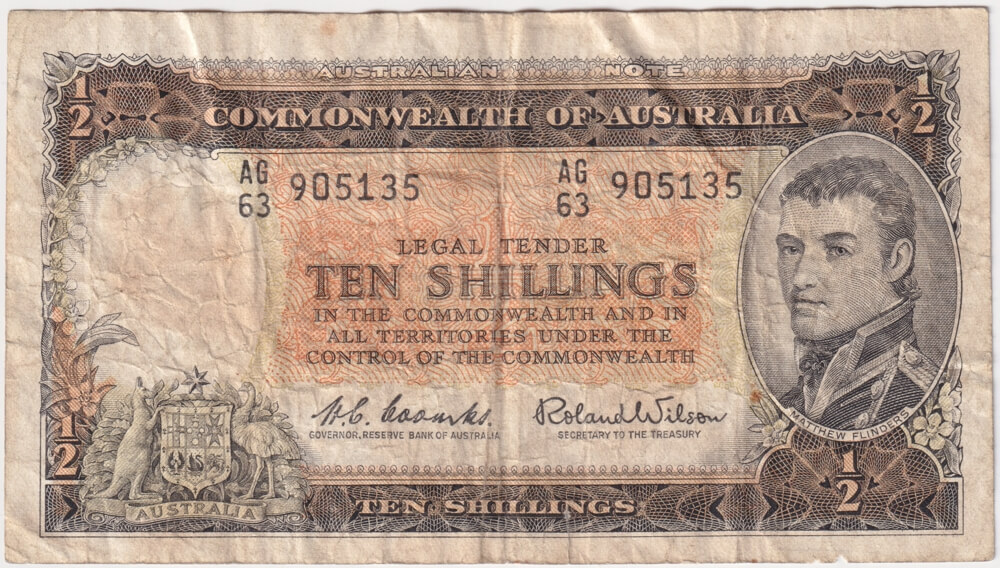 AUSTRALIAN NOTE
1/2 1/2
COMMONWEALTH OF AUSTRALIA
AG 63 905135 AG 63 905135
LEGAL TENDER
TEN SHILLINGS
IN THE COMMONWEALTH AND IN
ALL TERRITORIES UNDER THE
CONTROL OF THE COMMONWEALTH
H.C. Coombs. Roland Wilson
GOVERNOR, RESERVE BANK OF AUSTRALIA SECRETARY TO THE TREASURY
MATTHEW FLINDERS
1/2 1/2
AUSTRALIA
TEN SHILLINGS